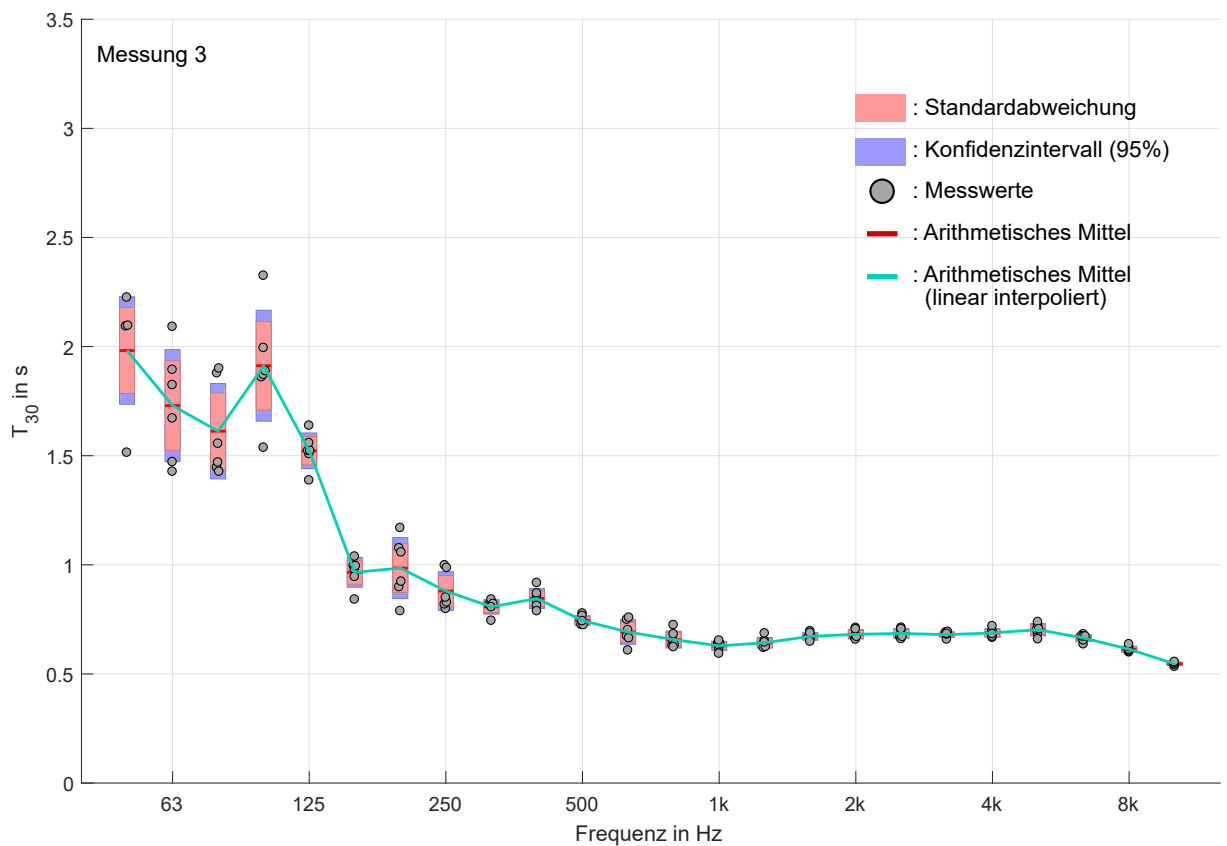 3.5
Messung 3
: Standardabweichung
3
: Konfidenzintervall (95%)
: Messwerte
2.5
: Arithmetisches Mittel
: Arithmetisches Mittel
(linear interpoliert)
2
T30 in s
1.5
1
0.5
0
63 125 250 500 1k 2k 4k 8k
Frequenz in Hz